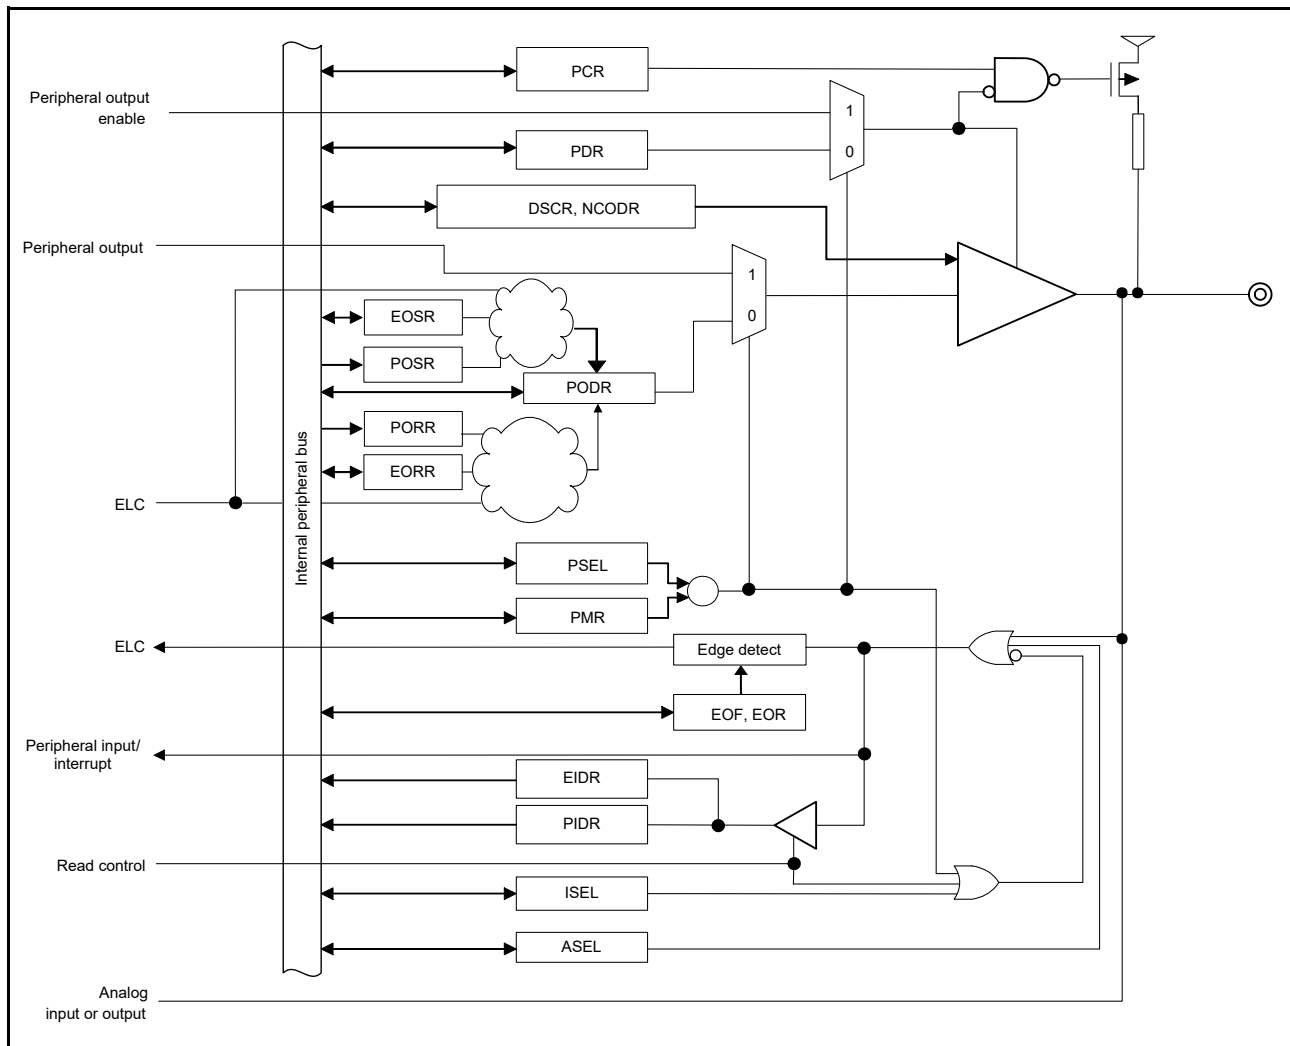 PCR
Peripheral output
enable
1
PDR
0
DSCR, NCODR
Peripheral output
1
EOSR
0
POSR
PODR
PORR
EORR
Internal peripheral bus
ELC
PSEL
PMR
ELC
Edge detect
EOF, EOR
Peripheral input/
interrupt
EIDR
PIDR
Read control
ISEL
ASEL
Analog
input or output